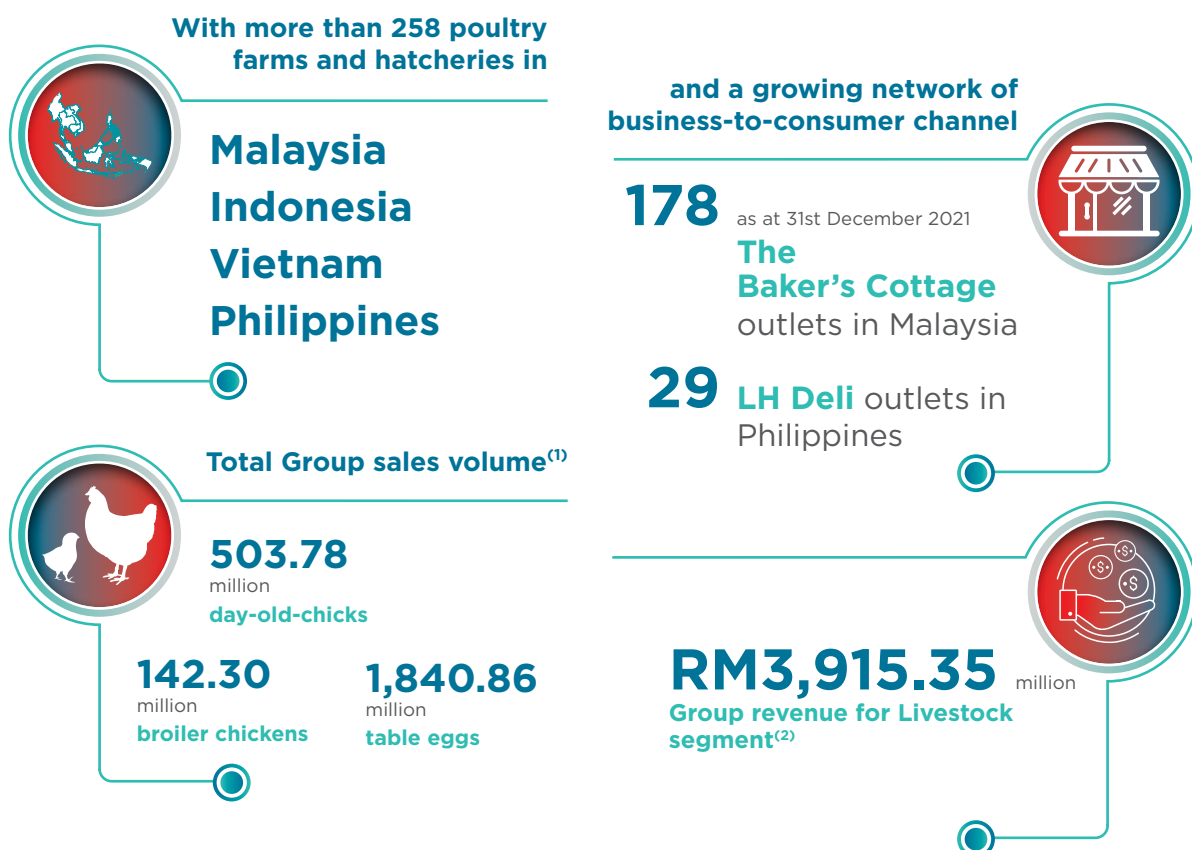 With more than 258 poultry
farms and hatcheries in
Malaysia
Indonesia
Vietnam
Philippines
and a growing network of
business-to-consumer channel
178 as at 31st December 2021
The
Baker’s Cottage
outlets in Malaysia
29 LH Deli outlets in
Philippines
Total Group sales volume(1)
503.78
million
day-old-chicks
142.30
million
broiler chickens
1,840.86
million
table eggs
RM3,915.35 million
Group revenue for Livestock
segment(2)